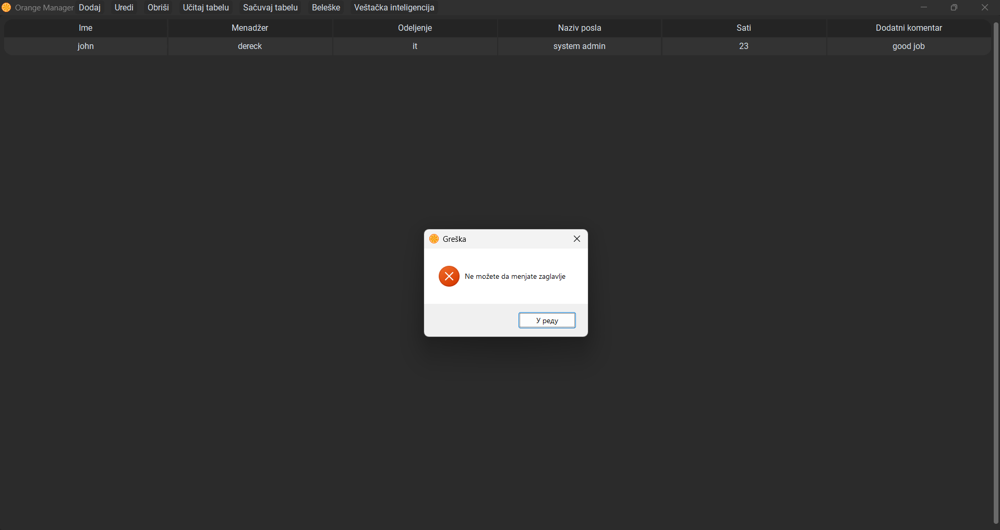 Orange Manager Dodaj Uredi Obriši Učitaj tabelu Sačuvaj tabelu Beleške Veštačka inteligencija
Ime Menadžer Odeljenje Naziv posla Sati Dodatni komentar
john dereck it system admin 23 good job
Greška
Ne možete da menjate zaglavlje
У реду